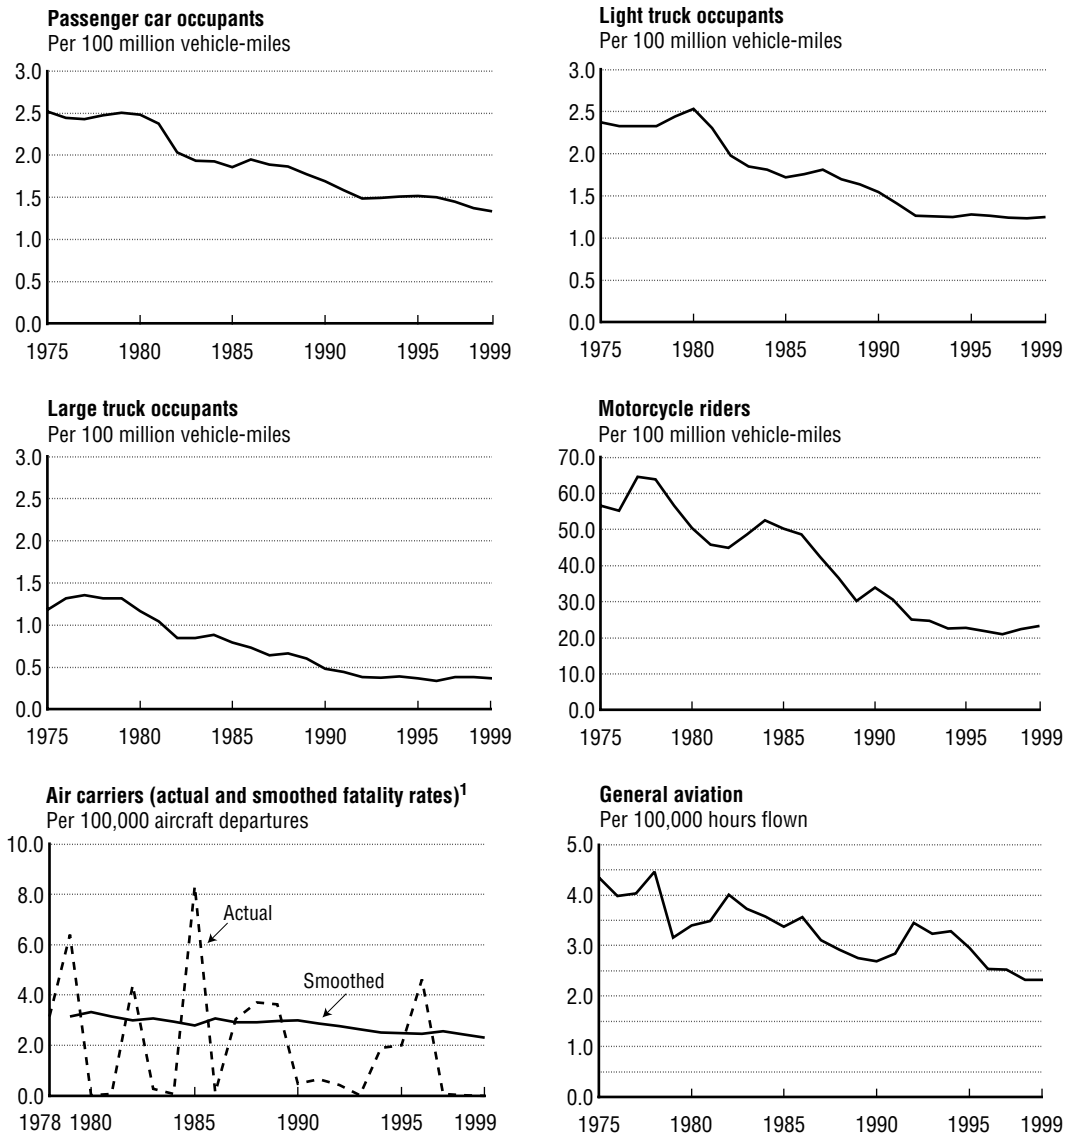 Passenger car occupants
Per 100 million vehicle-miles
3.0
2.5
2.0
1.5
1.0
0.5
0.0
1975 1980 1985 1990 1995 1999
Light truck occupants
Per 100 million vehicle-miles
3.0
2.5
2.0
1.5
1.0
0.5
0.0
1975 1980 1985 1990 1995 1999
Large truck occupants
Per 100 million vehicle-miles
3.0
2.5
2.0
1.5
1.0
0.5
0.0
1975 1980 1985 1990 1995 1999
Motorcycle riders
Per 100 million vehicle-miles
70.0
60.0
50.0
40.0
30.0
20.0
10.0
0.0
1975 1980 1985 1990 1995 1999
Air carriers (actual and smoothed fatality rates)1
Per 100,000 aircraft departures
10.0
8.0
6.0
4.0
2.0
0.0
Actual
Smoothed
1978 1980 1985 1990 1995 1999
General aviation
Per 100,000 hours flown
5.0
4.0
3.0
2.0
1.0
0.0
1975 1980 1985 1990 1995 1999